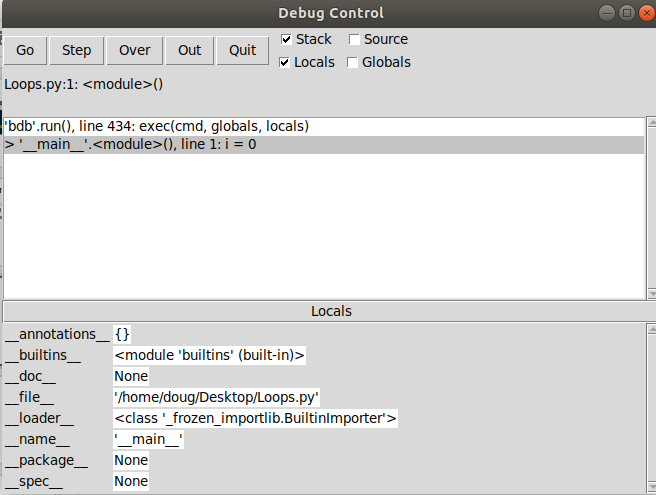 Debug Control
Go Step Over Out Quit Stack Source
Locals Globals
Loops.py:1: <module>()
'bdb'.run(), line 434: exec(cmd, globals, locals)
> '__main__'.<module>(), line 1: i = 0
Locals
__annotations__ {}
__builtins__ <module 'builtins' (built-in)>
__doc__ None
__file__ '/home/doug/Desktop/Loops.py'
__loader__ <class '_frozen_importlib.BuiltinImporter'>
__name__ '__main__'
__package__ None
__spec__ None